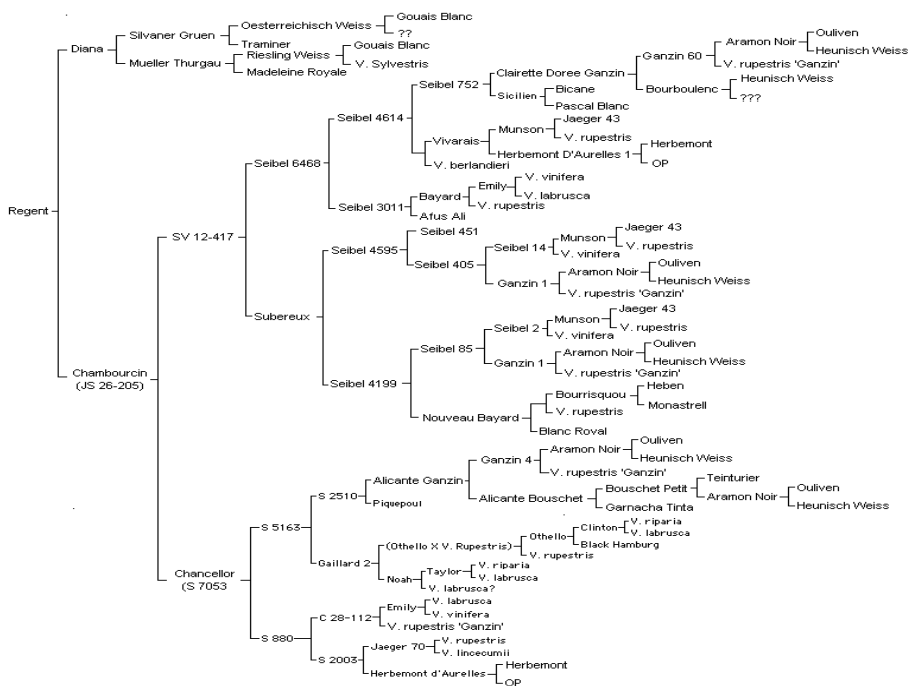 Gouais Blanc
Oesterreichisch Weiss
??
Silvaner Gruen
Traminer
Diana
Gouais Blanc
Riesling Weiss
V. Sylvestris
Mueller Thurgau
Madeleine Royale
Ouliven
Aramon Noir
Heunisch Weiss
Ganzin 60
V. rupestris 'Ganzin'
Clairette Doree Ganzin
Heunisch Weiss
Bourboulenc
???
Seibel 752
Bicane
Sicilien
Pascal Blanc
Seibel 4614
Jaeger 43
Munson
V. rupestris
Vivarais
Herbemont
Herbemont D'Aurelles 1
OP
V. berlandieri
Seibel 6468
V. vinifera
Emily
V. labrusca
Bayard
V. rupestris
Seibel 3011
Afus Ali
Regent
SV 12-417
Seibel 451
Seibel 4595
Jaeger 43
Munson
V. rupestris
Seibel 14
V. vinifera
Seibel 405
Ouliven
Aramon Noir
Heunisch Weiss
Ganzin 1
V. rupestris 'Ganzin'
Subereux
Jaeger 43
Munson
V. rupestris
Seibel 2
V. vinifera
Seibel 85
Ouliven
Aramon Noir
Heunisch Weiss
Ganzin 1
V. rupestris 'Ganzin'
Seibel 4199
Heben
Bourrisquou
Monastrell
V. rupestris
Nouveau Bayard
Blanc Royal
Chambourcin
(JS 26-205)
Ouliven
Aramon Noir
Heunisch Weiss
Ganzin 4
V. rupestris 'Ganzin'
Alicante Ganzin
Teinturier
Bouschet Petit
Ouliven
Aramon Noir
Heunisch Weiss
Alicante Bouschet
Garnacha Tinta
S 2510
Piquepoul
S 5163
V. riparia
Clinton
V. labrusca
Othello
Black Hamburg
(Othello X V. Rupestris)
V. rupestris
Gaillard 2
V. riparia
Taylor
V. labrusca
Noah
V. labrusca?
Chancellor
(S 7053
V. labrusca
Emily
V. vinifera
C 28-112
V. rupestris 'Ganzin'
S 880
V. rupestris
Jaeger 70
V. lincecumii
S 2003
Herbemont
Herbemont d'Aurelles
OP